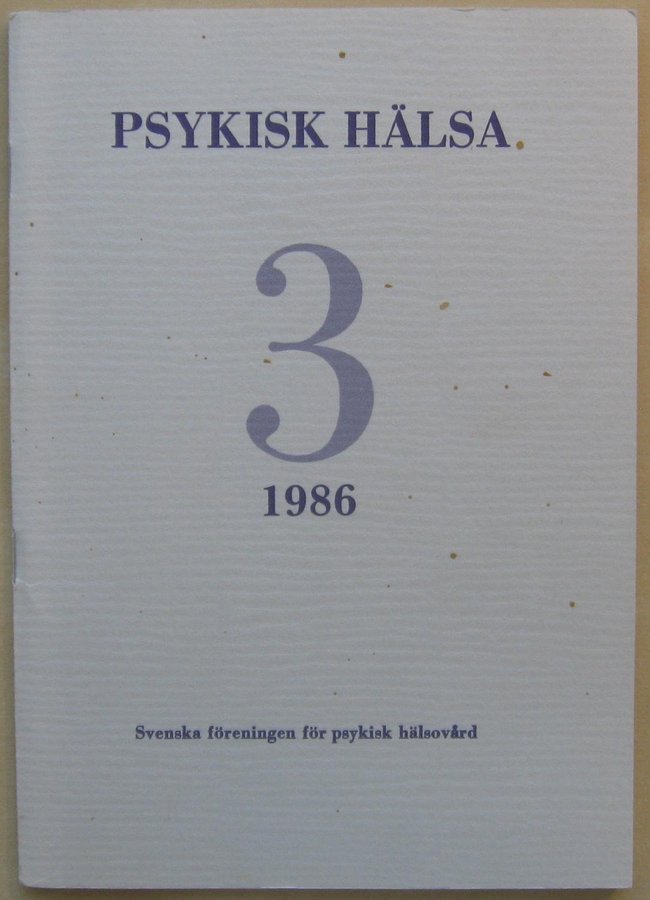 PSYKISK HÄLSA
3
1986
Svenska föreningen för psykisk hälsovård